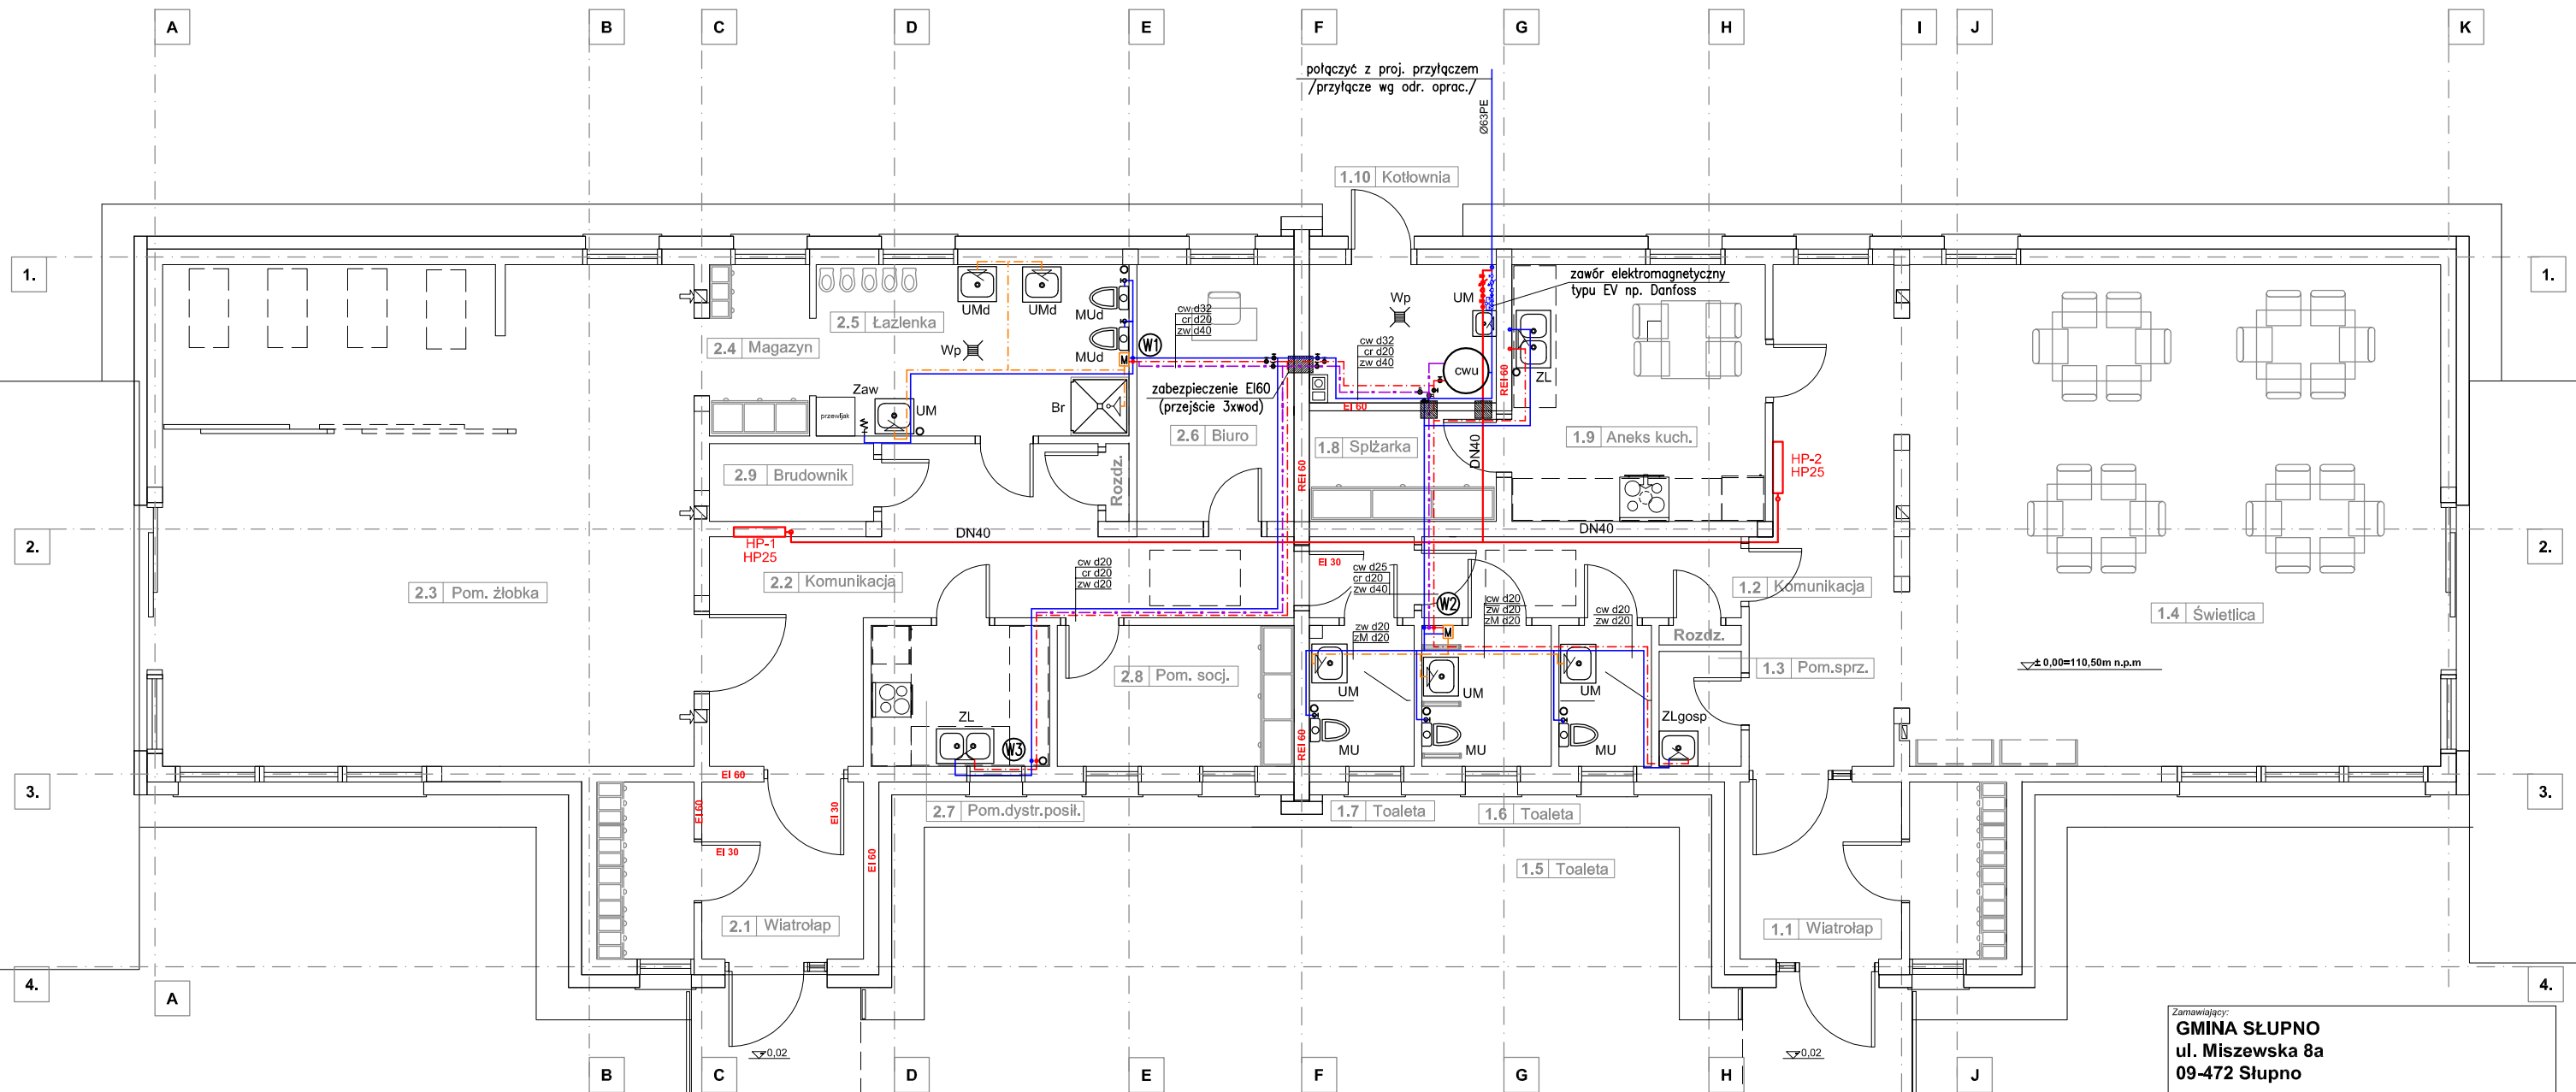 A
B
C
D
E
F
G
H
I
J
K
połączyć z proj. przyłączem
/przyłącze wg odr. oprac./
Ø63PE
1.10 Kotłownia
1.
1.
zawór elektromagnetyczny
typu EV np. Danfoss
UMd
UMd
MUd
MUd
2.5 Łazienka
2.4 Magazyn
Wp
M
W1
cw d32
cr d20
zw d40
Wp
UM
cw d32
cr d20
zw d40
cwu
ZL
REI 60
zabezpieczenie EI60
(przejście 3xwod)
EI 60
Zaw
przewijak
UM
Br
2.6 Biuro
1.8 Spiżarka
1.9 Aneks kuch.
DN40
HP-2
HP25
2.9 Brudownik
Rozdz.
REI 60
2.
2.
DN40
DN40
HP-1
HP25
2.2 Komunikacja
cw d20
cr d20
zw d20
EI 30
cw d25
cr d20
zw d40
W2
cw d20
zw d20
zM d20
cw d20
zw d20
1.2 Komunikacja
2.3 Pom. żłobka
1.4 Świetlica
zw d20
zM d20
M
Rozdz.
1.3 Pom.sprz.
± 0,00=110,50m n.p.m
2.8 Pom. socj.
UM
UM
UM
ZL
W3
REI 60
MU
MU
MU
ZLgosp
3.
3.
EI 60
EI 60
EI 30
EI 30
EI 60
2.7 Pom.dystr.posił.
1.7 Toaleta
1.6 Toaleta
1.5 Toaleta
2.1 Wiatrołap
1.1 Wiatrołap
4.
4.
A
B
C
D
E
F
G
H
J
0,02
0,02
Zamawiający:
GMINA SŁUPNO
ul. Miszewska 8a
09-472 Słupno